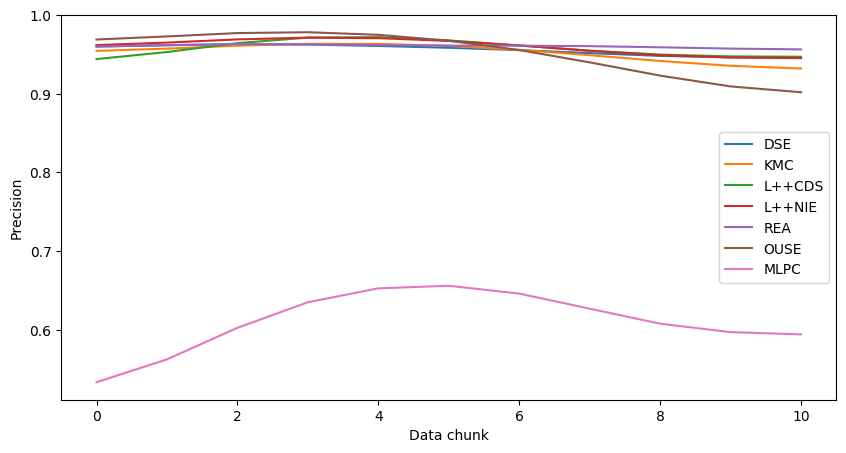 1.0
0.9
0.8
0.7
0.6
Precision
0 2 4 6 8 10
Data chunk
DSE
KMC
L++CDS
L++NIE
REA
OUSE
MLPC